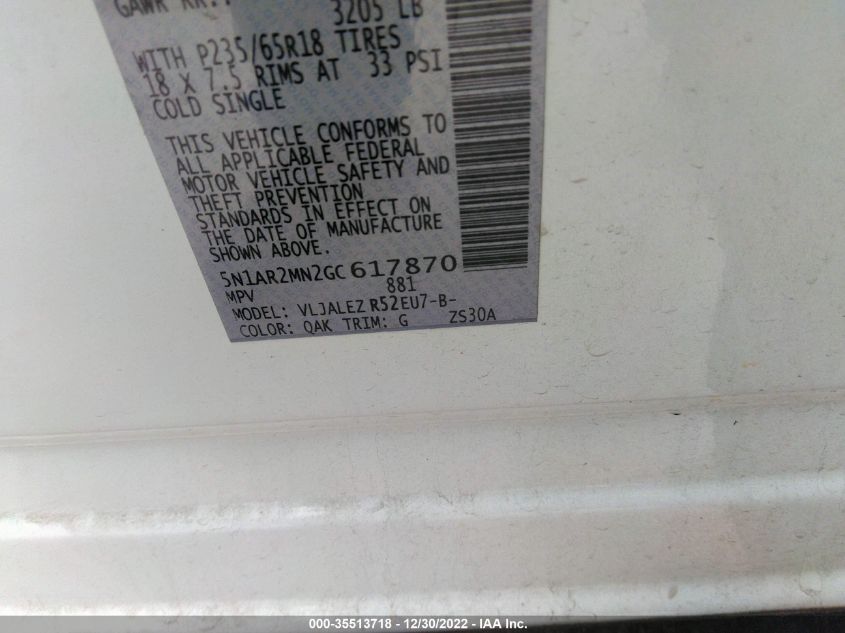 GAWR RR.:
3205 LB
WITH P235/65R18 TIRES
18 X 7.5 RIMS AT 33 PSI
COLD SINGLE
THIS VEHICLE CONFORMS TO
ALL APPLICABLE FEDERAL
MOTOR VEHICLE SAFETY AND
THEFT PREVENTION
STANDARDS IN EFFECT ON
THE DATE OF MANUFACTURE
SHOWN ABOVE.
5N1AR2MN2GC617870
MPV 881
MODEL: VLJALEZ R52EU7-B-
COLOR: QAK TRIM: G ZS30A
000-35513718 - 12/30/2022 - IAA Inc.